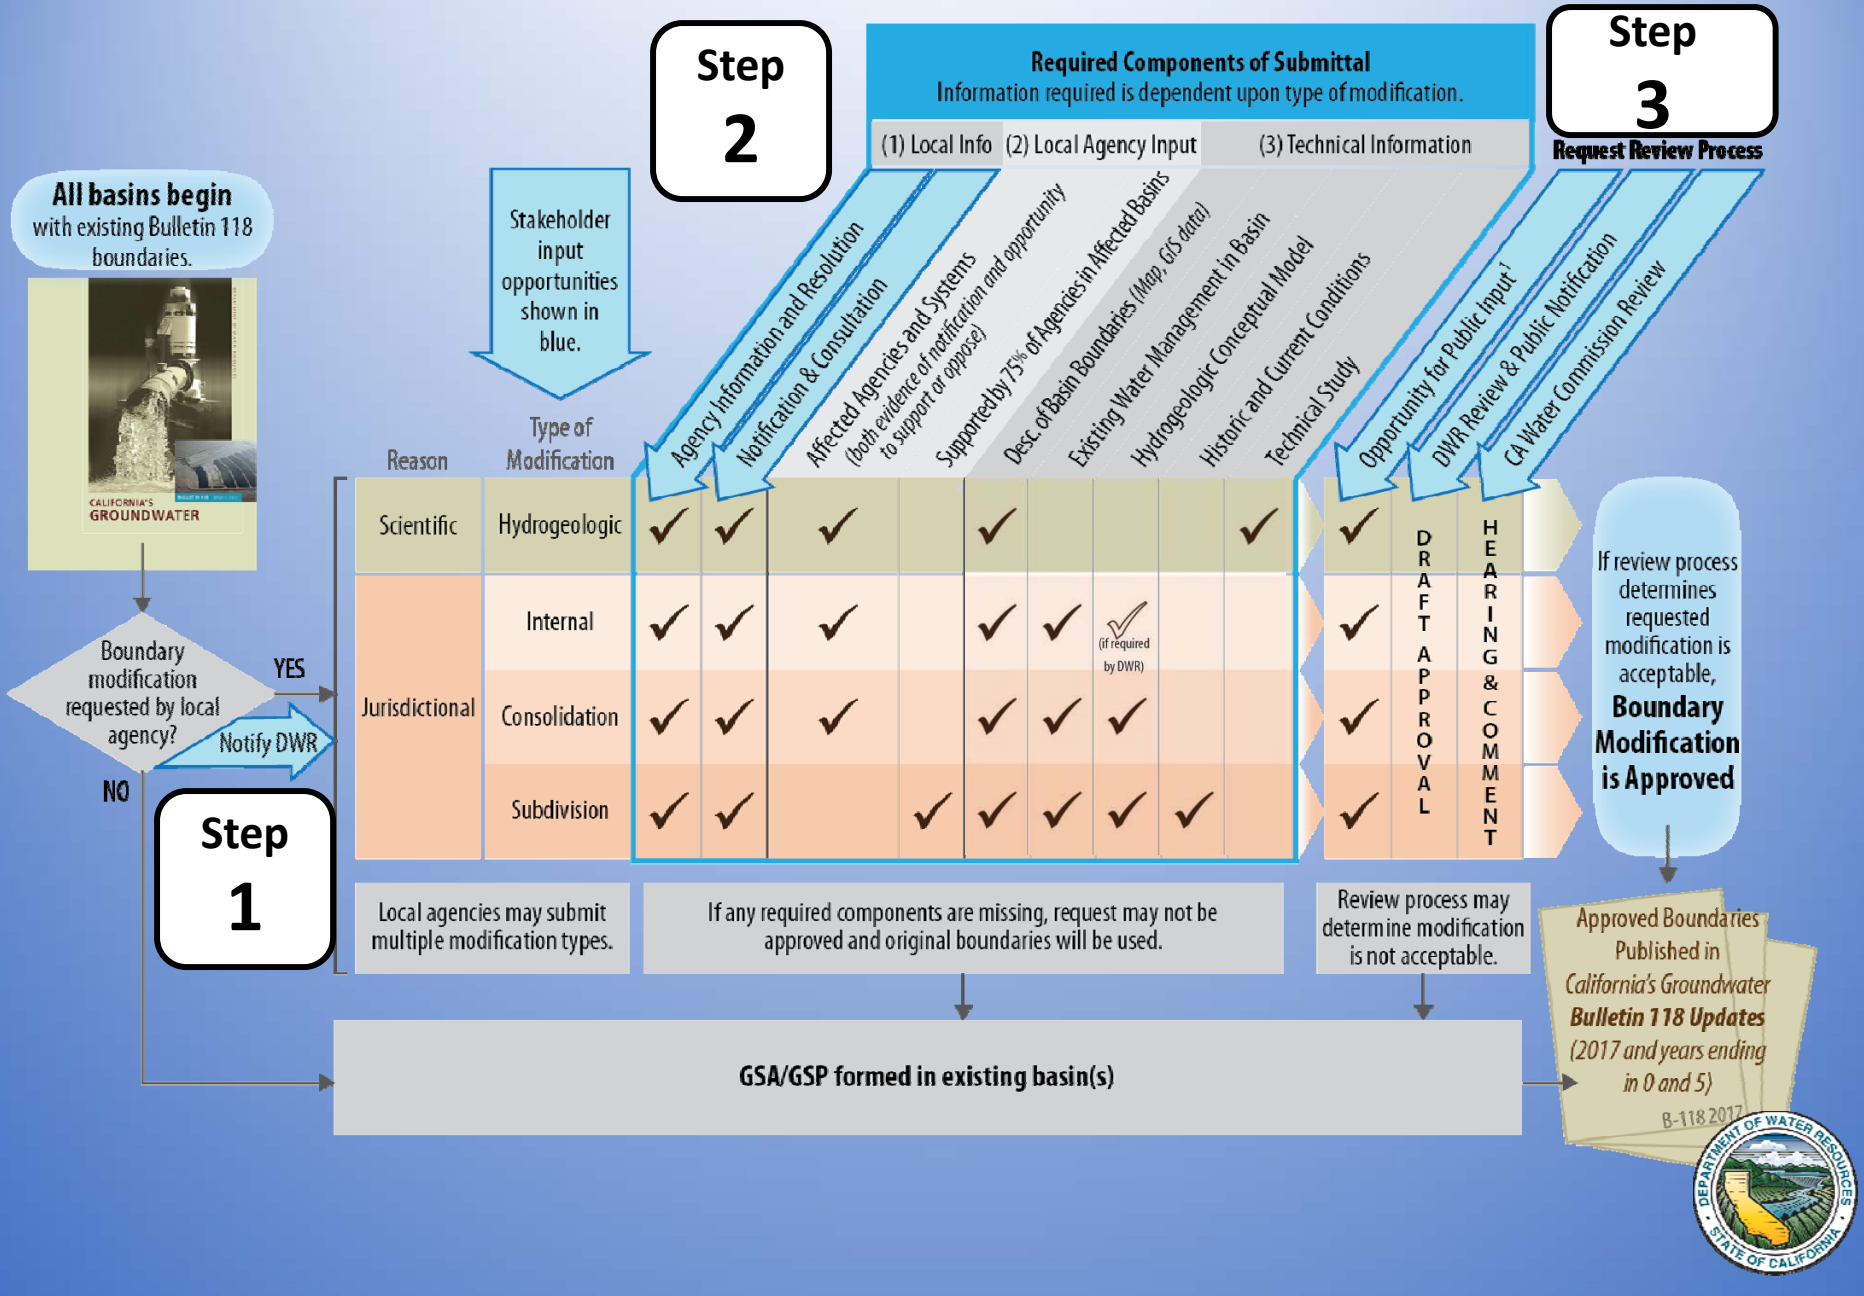 Step
2
Step
3
Required Components of Submittal
Information required is dependent upon type of modification.
(1) Local Info
(2) Local Agency Input
(3) Technical Information
Request Review Process
All basins begin
with existing Bulletin 118
boundaries.
CALIFORNIA'S
GROUNDWATER
Stakeholder
input
opportunities
shown in
blue.
Agency Information and Resolution
Notification & Consultation
Affected Agencies and Systems
(both evidence of notification and opportunity
to support or oppose)
Supported by 75% of Agencies in Affected Basins
Desc. of Basin Boundaries (Map, GIS data)
Existing Water Management in Basin
Hydrogeologic Conceptual Model
Historic and Current Conditions
Technical Study
Opportunity for Public Input1
DWR Review & Public Notification
CA Water Commission Review
Reason
Type of
Modification
Scientific
Hydrogeologic
Jurisdictional
Internal
(if required
by DWR)
Consolidation
Subdivision
DRAFT APPROVAL
HEARING & COMMENT
Boundary
modification
requested by local
agency?
YES
Notify DWR
NO
Step
1
If review process
determines
requested
modification is
acceptable,
Boundary
Modification
is Approved
Local agencies may submit
multiple modification types.
If any required components are missing, request may not be
approved and original boundaries will be used.
Review process may
determine modification
is not acceptable.
GSA/GSP formed in existing basin(s)
Approved Boundaries
Published in
California's Groundwater
Bulletin 118 Updates
(2017 and years ending
in 0 and 5)
B-118 2017
DEPARTMENT OF WATER RESOURCES
STATE OF CALIFORNIA